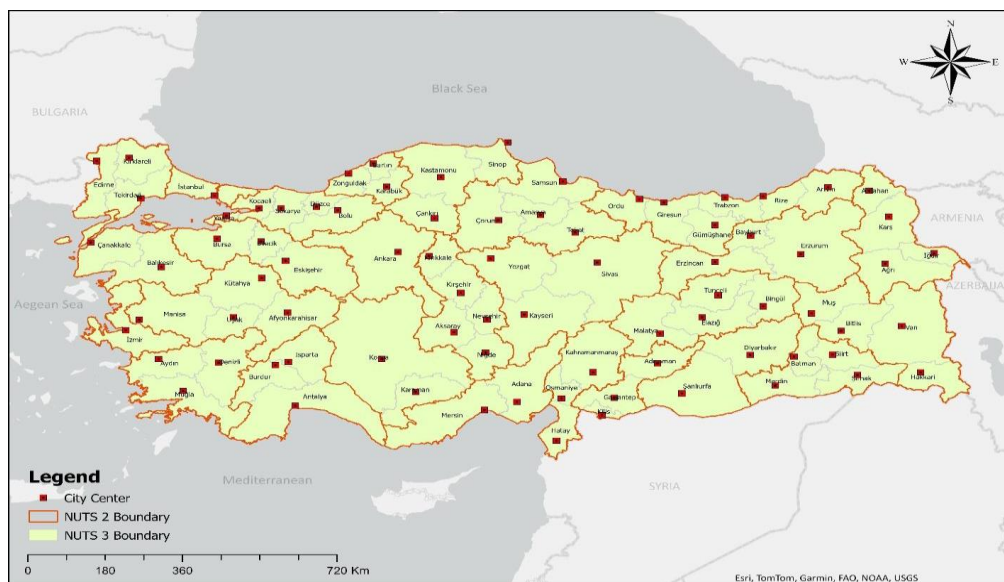 N
W
E
S
BULGARIA
Black Sea
Kırklareli
Edirne
Tekirdağ
İstanbul
Kocaeli
Sakarya
Düzce
Bolu
Zonguldak
Bartın
Karabük
Kastamonu
Sinop
Samsun
Ordu
Giresun
Trabzon
Rize
Artvin
Ardahan
Kars
ARMENIA
Çanakkale
Balıkesir
Bursa
Bilecik
Eskişehir
Kütahya
Ankara
Kırıkkale
Çankırı
Çorum
Amasya
Tokat
Yozgat
Sivas
Gümüşhane
Bayburt
Erzincan
Erzurum
Ağrı
Iğdır
AZERBAIJA
Aegean Sea
Manisa
Uşak
Afyonkarahisar
Kırşehir
Nevşehir
Aksaray
Kayseri
Tunceli
Bingül
Muş
Elazığ
Malatya
Bitlis
Van
İzmir
Aydın
Denizli
Isparta
Burdur
Konya
Niğde
Kahramanmaraş
Adıyaman
Diyarbakır
Batman
Siirt
Muğla
Antalya
Karaman
Mersin
Adana
Osmaniye
Gaziantep
Kilis
Şanlıurfa
Mardin
Şırnak
Hakkari
Hatay
Mediterranean
SYRIA
Legend
City Center
NUTS 2 Boundary
NUTS 3 Boundary
0 180 360 720 Km
Esri, TomTom, Garmin, FAO, NOAA, USGS